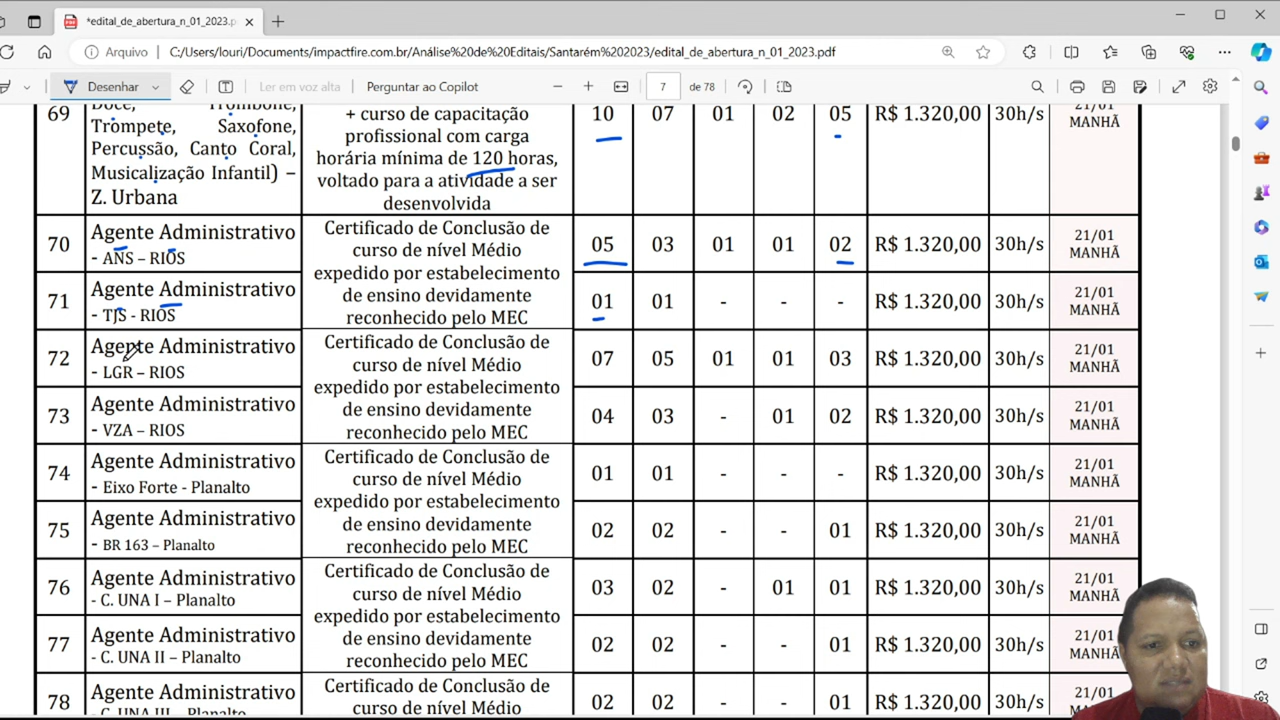 *edital_de_abertura_n_01_2023.p
Arquivo C:/Users/louri/Documents/impactfire.com.br/Análise%20de%20Editais/Santarém%202023/edital_de_abertura_n_01_2023.pdf
Desenhar Ler em voz alta Perguntar ao Copilot 7 de 78
69 Doce, Trombone, Trompete, Saxofone, Percussão, Canto Coral, Musicalização Infantil) – Z. Urbana
+ curso de capacitação
profissional com carga
horária mínima de 120 horas,
voltado para a atividade a ser
desenvolvida
10 07 01 02 05 R$ 1.320,00 30h/s 21/01 MANHÃ
70 Agente Administrativo
- ANS – RIOS
05 03 01 01 02 R$ 1.320,00 30h/s 21/01 MANHÃ
Certificado de Conclusão de
curso de nível Médio
expedido por estabelecimento
de ensino devidamente
reconhecido pelo MEC
71 Agente Administrativo
- TJS - RIOS
01 01 - - - R$ 1.320,00 30h/s 21/01 MANHÃ
72 Agente Administrativo
- LGR – RIOS
07 05 01 01 03 R$ 1.320,00 30h/s 21/01 MANHÃ
Certificado de Conclusão de
curso de nível Médio
expedido por estabelecimento
de ensino devidamente
reconhecido pelo MEC
73 Agente Administrativo
- VZA – RIOS
04 03 - 01 02 R$ 1.320,00 30h/s 21/01 MANHÃ
74 Agente Administrativo
- Eixo Forte - Planalto
01 01 - - - R$ 1.320,00 30h/s 21/01 MANHÃ
Certificado de Conclusão de
curso de nível Médio
expedido por estabelecimento
de ensino devidamente
reconhecido pelo MEC
75 Agente Administrativo
- BR 163 – Planalto
02 02 - - 01 R$ 1.320,00 30h/s 21/01 MANHÃ
76 Agente Administrativo
- C. UNA I – Planalto
03 02 - 01 01 R$ 1.320,00 30h/s 21/01 MANHÃ
Certificado de Conclusão de
curso de nível Médio
expedido por estabelecimento
de ensino devidamente
reconhecido pelo MEC
77 Agente Administrativo
- C. UNA II – Planalto
02 02 - - 01 R$ 1.320,00 30h/s 21/01 MANHÃ
78 Agente Administrativo
- C. UNA III – Planalto
Certificado de Conclusão de
curso de nível Médio
02 02 - - 01 R$ 1.320,00 30h/s 21/01